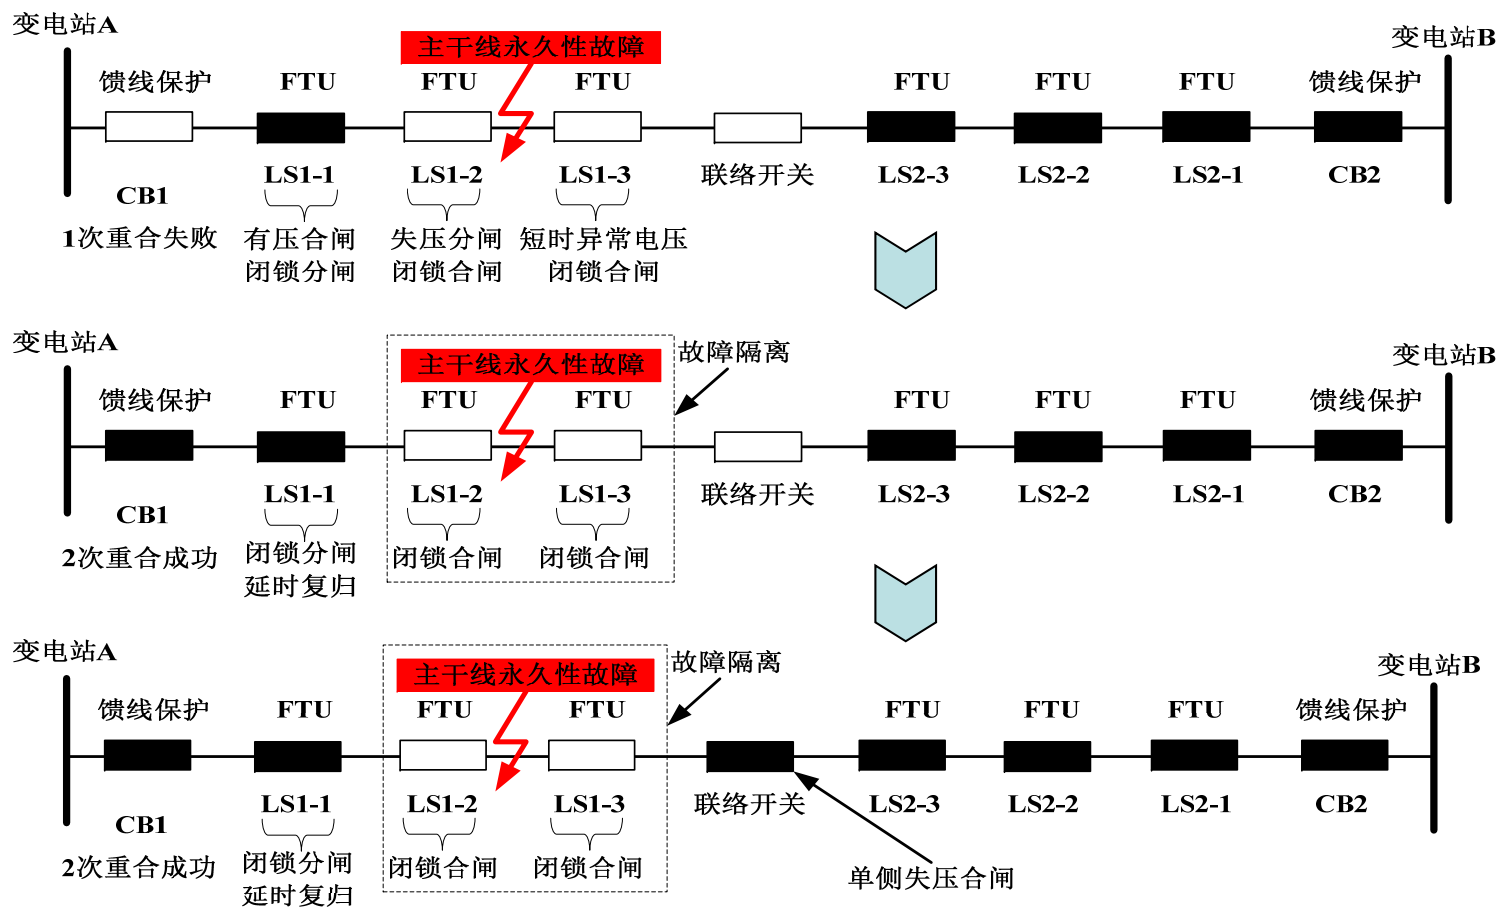 变电站A
主干线永久性故障
变电站B
馈线保护 FTU FTU FTU FTU FTU FTU 馈线保护
LS1-1 LS1-2 LS1-3 联络开关 LS2-3 LS2-2 LS2-1 CB2
CB1
1次重合失败 有压合闸 失压分闸 短时异常电压
闭锁分闸 闭锁合闸 闭锁合闸
变电站A
主干线永久性故障
故障隔离
变电站B
馈线保护 FTU FTU FTU FTU FTU FTU 馈线保护
LS1-1 LS1-2 LS1-3 联络开关 LS2-3 LS2-2 LS2-1 CB2
CB1
2次重合成功 闭锁分闸 闭锁合闸 闭锁合闸
延时复归
变电站A
主干线永久性故障
故障隔离
变电站B
馈线保护 FTU FTU FTU FTU FTU FTU 馈线保护
LS1-1 LS1-2 LS1-3 联络开关 LS2-3 LS2-2 LS2-1 CB2
CB1
2次重合成功 闭锁分闸 闭锁合闸 闭锁合闸 单侧失压合闸
延时复归